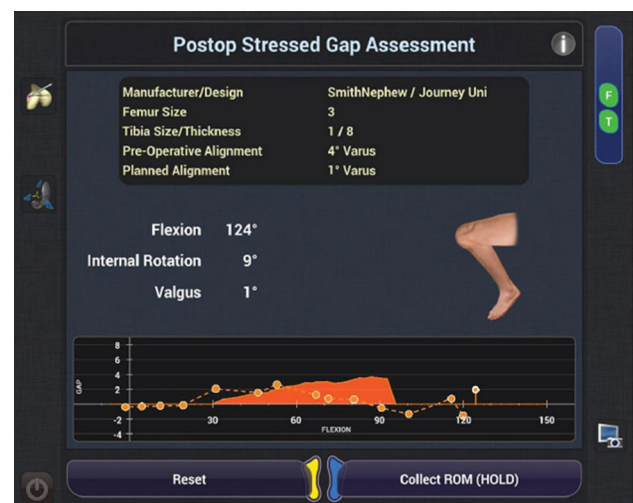 Postop Stressed Gap Assessment
i
Manufacturer/Design SmithNephew / Journey Uni
Femur Size 3
Tibia Size/Thickness 1 / 8
Pre-Operative Alignment 4° Varus
Planned Alignment 1° Varus
F
T
Flexion 124°
Internal Rotation 9°
Valgus 1°
8
6
4
2
GAP
-2
-4
30 60 90 120 150
FLEXION
Reset
Collect ROM (HOLD)